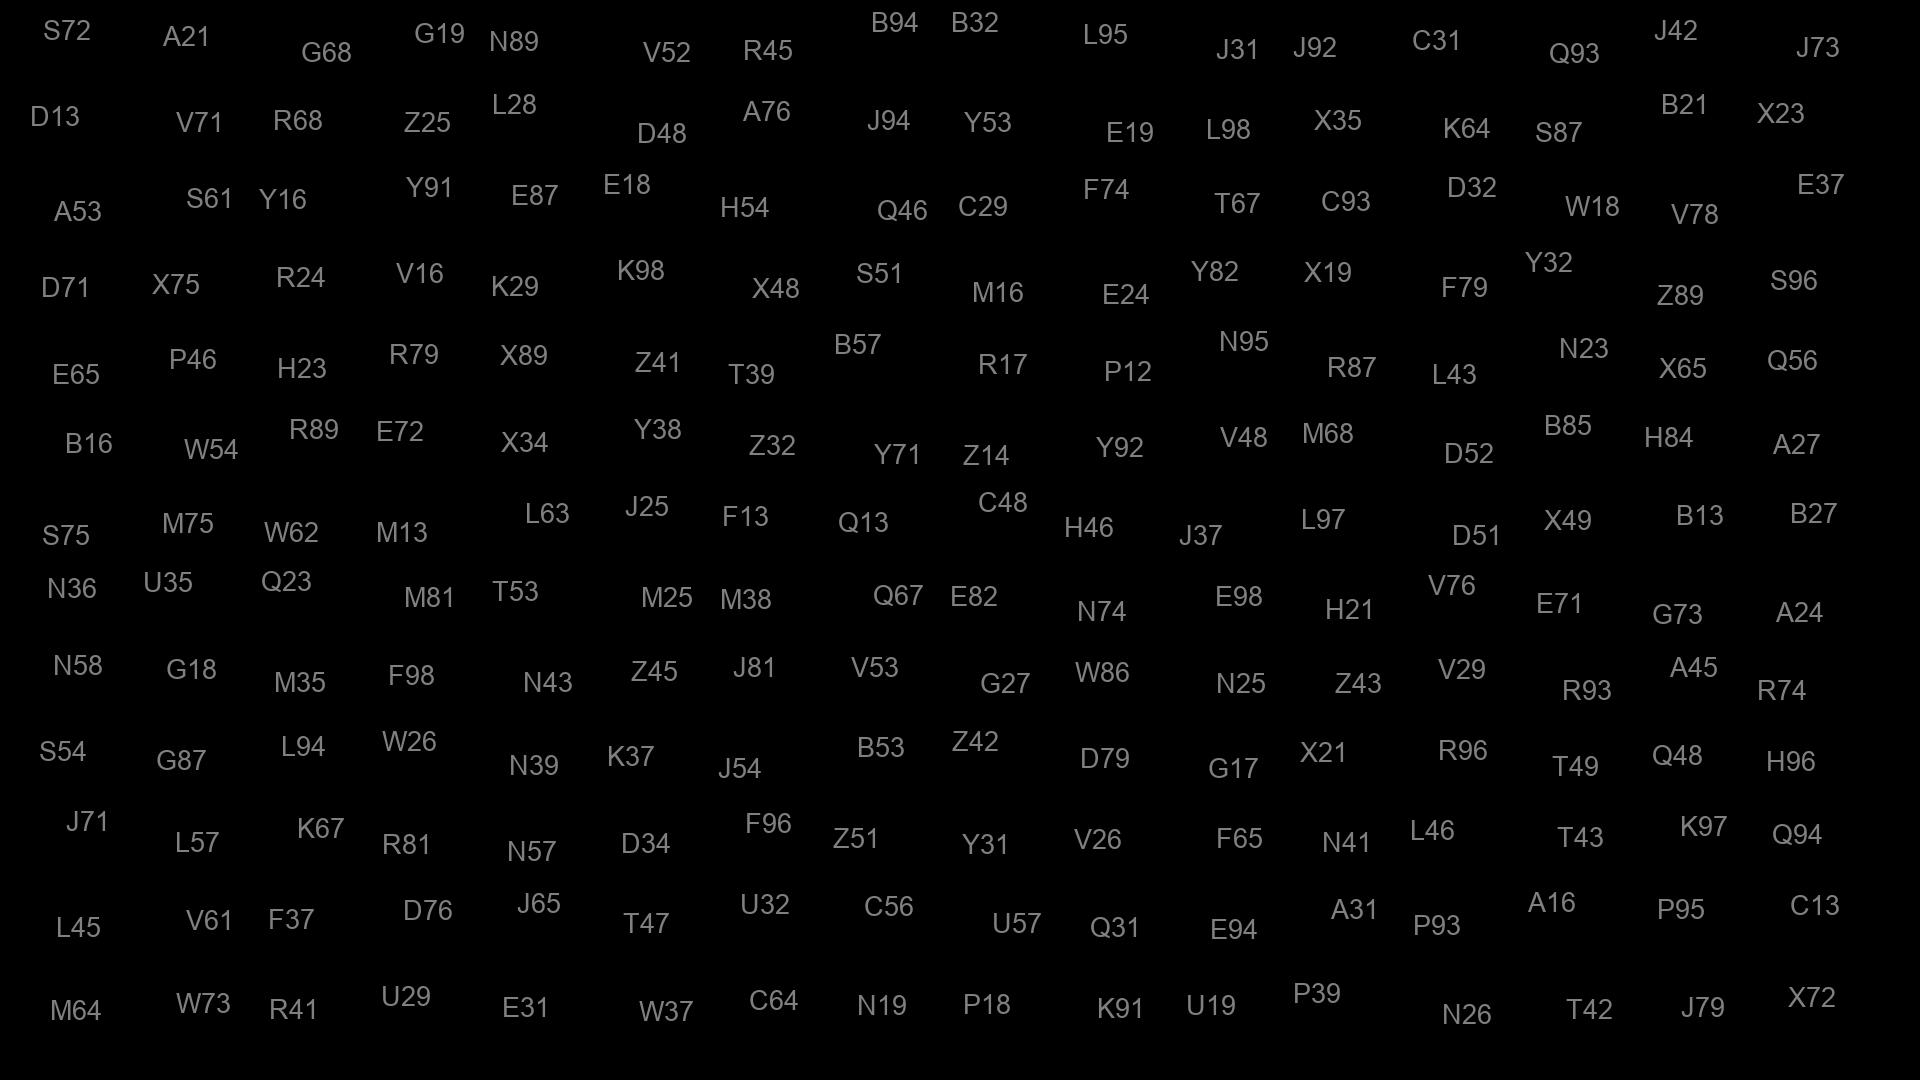 S72 A21 G68 G19 N89 V52 R45 B94 B32 L95 J31 J92 C31 Q93 J42 J73
D13 V71 R68 Z25 L28 D48 A76 J94 Y53 E19 L98 X35 K64 S87 B21 X23
A53 S61 Y16 Y91 E87 E18 H54 Q46 C29 F74 T67 C93 D32 W18 V78 E37
D71 X75 R24 V16 K29 K98 X48 S51 M16 E24 Y82 X19 F79 Y32 Z89 S96
E65 P46 H23 R79 X89 Z41 T39 B57 R17 P12 N95 R87 L43 N23 X65 Q56
B16 W54 R89 E72 X34 Y38 Z32 Y71 Z14 Y92 V48 M68 D52 B85 H84 A27
S75 M75 W62 M13 L63 J25 F13 Q13 C48 H46 J37 L97 D51 X49 B13 B27
N36 U35 Q23 M81 T53 M25 M38 Q67 E82 N74 E98 H21 V76 E71 G73 A24
N58 G18 M35 F98 N43 Z45 J81 V53 G27 W86 N25 Z43 V29 R93 A45 R74
S54 G87 L94 W26 N39 K37 J54 B53 Z42 D79 G17 X21 R96 T49 Q48 H96
J71 L57 K67 R81 N57 D34 F96 Z51 Y31 V26 F65 N41 L46 T43 K97 Q94
L45 V61 F37 D76 J65 T47 U32 C56 U57 Q31 E94 A31 P93 A16 P95 C13
M64 W73 R41 U29 E31 W37 C64 N19 P18 K91 U19 P39 N26 T42 J79 X72